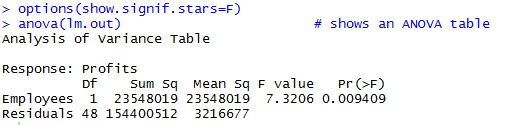 > options(show.signif.stars=F)
> anova(lm.out)                         # shows an ANOVA table
Analysis of Variance Table

Response: Profits
          Df    Sum Sq  Mean Sq F value   Pr(>F)
Employees  1  23548019 23548019  7.3206 0.009409
Residuals 48 154400512  3216677